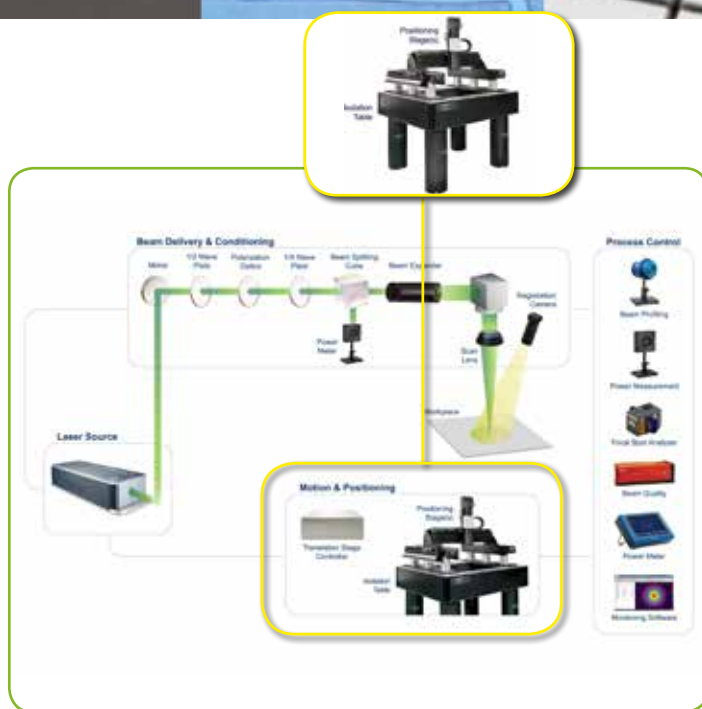 Positioning
Stage(s)
Isolation
Table
Beam Delivery & Conditioning
Mirror
1/2 Wave
Plate
Polarization
Optics
1/4 Wave
Plate
Beam Splitting
Cube
Beam Expander
Registration
Camera
Power
Meter
Scan
Lens
Workpiece
Laser Source
Motion & Positioning
Translation Stage
Controller
Positioning
Stage(s)
Isolation
Table
Process Control
Beam Profiling
Power Measurement
Focal Spot Analyzer
Beam Quality
Power Meter
Monitoring Software